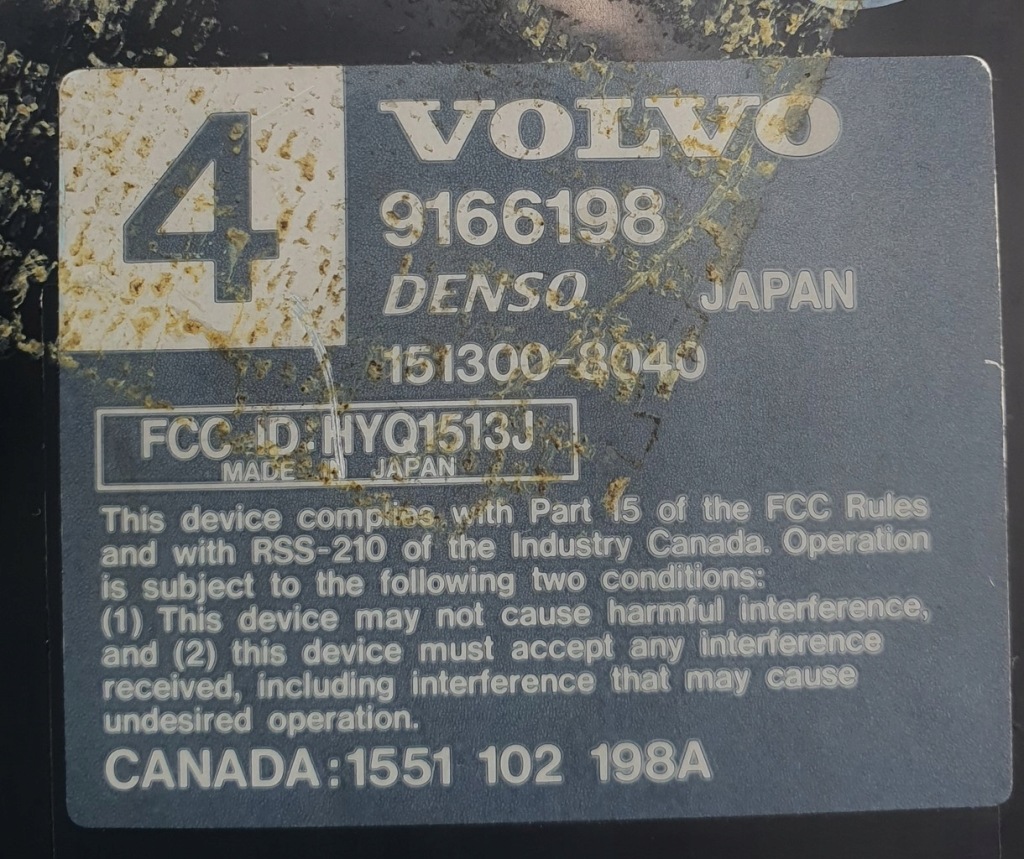 4
VOLVO
9166198
DENSO JAPAN
151300-8040
FCC ID:HYQ1513J
MADE JAPAN
This device complies with Part 15 of the FCC Rules
and with RSS-210 of the Industry Canada. Operation
is subject to the following two conditions:
(1) This device may not cause harmful interference,
and (2) this device must accept any interference
received, including interference that may cause
undesired operation.
CANADA:1551 102 198A